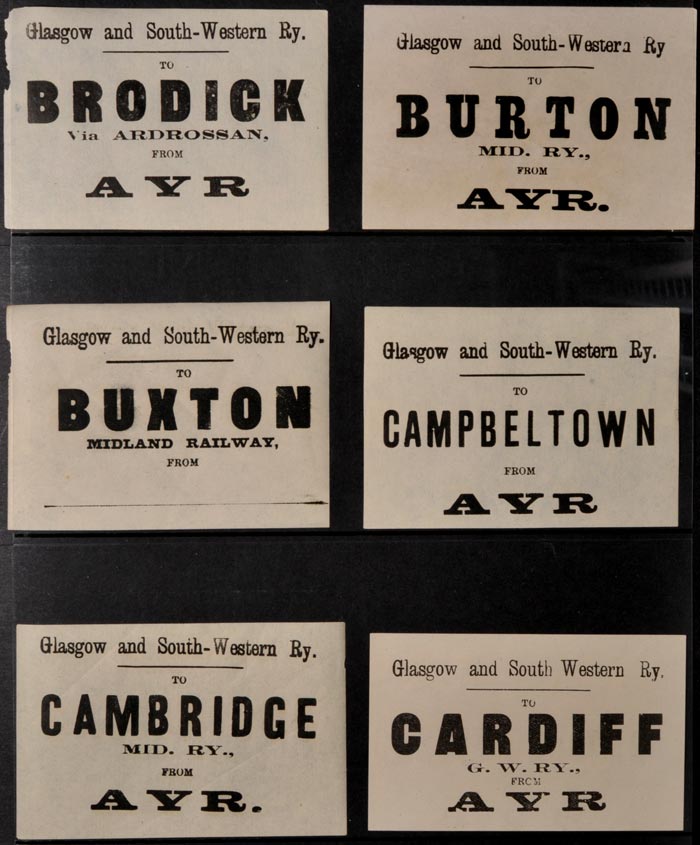 Glasgow and South-Western Ry.
TO
BRODICK
Via ARDROSSAN,
FROM
AYR
Glasgow and South-Western Ry
TO
BURTON
MID. RY.,
FROM
AYR.
Glasgow and South-Western Ry.
TO
BUXTON
MIDLAND RAILWAY,
FROM
Glasgow and South-Western Ry.
TO
CAMPBELTOWN
FROM
AYR
Glasgow and South-Western Ry.
TO
CAMBRIDGE
MID. RY.,
FROM
AYR.
Glasgow and South Western Ry.
TO
CARDIFF
G. W. RY.,
FROM
AYR